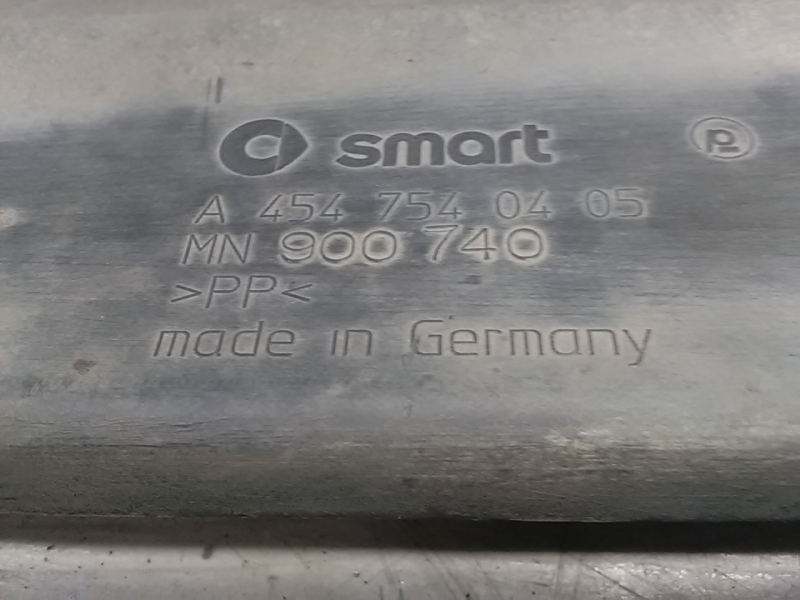 smart
A 454 754 04 05
MN 900 740
>PP<
made in Germany